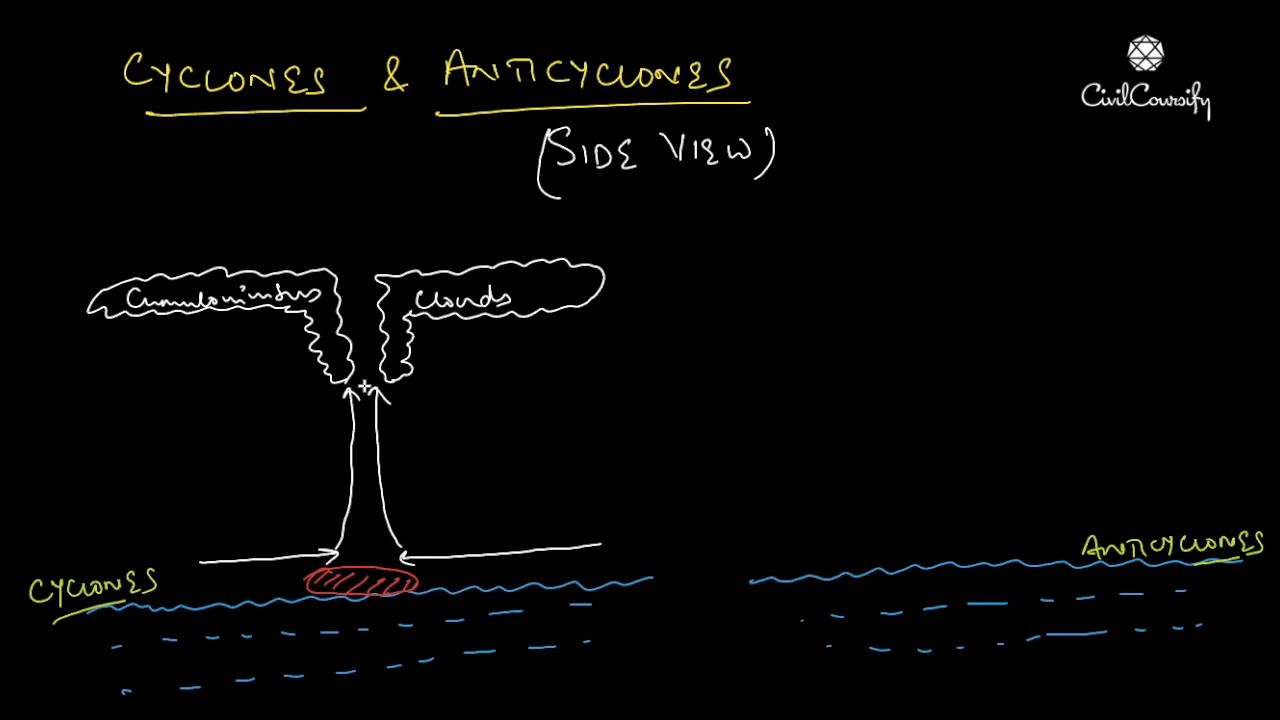 CYCLONES & ANTICYCLONES
CivilCoursify
(SIDE VIEW)
Cumulonimbus clouds
ANTICYCLONES
CYCLONES